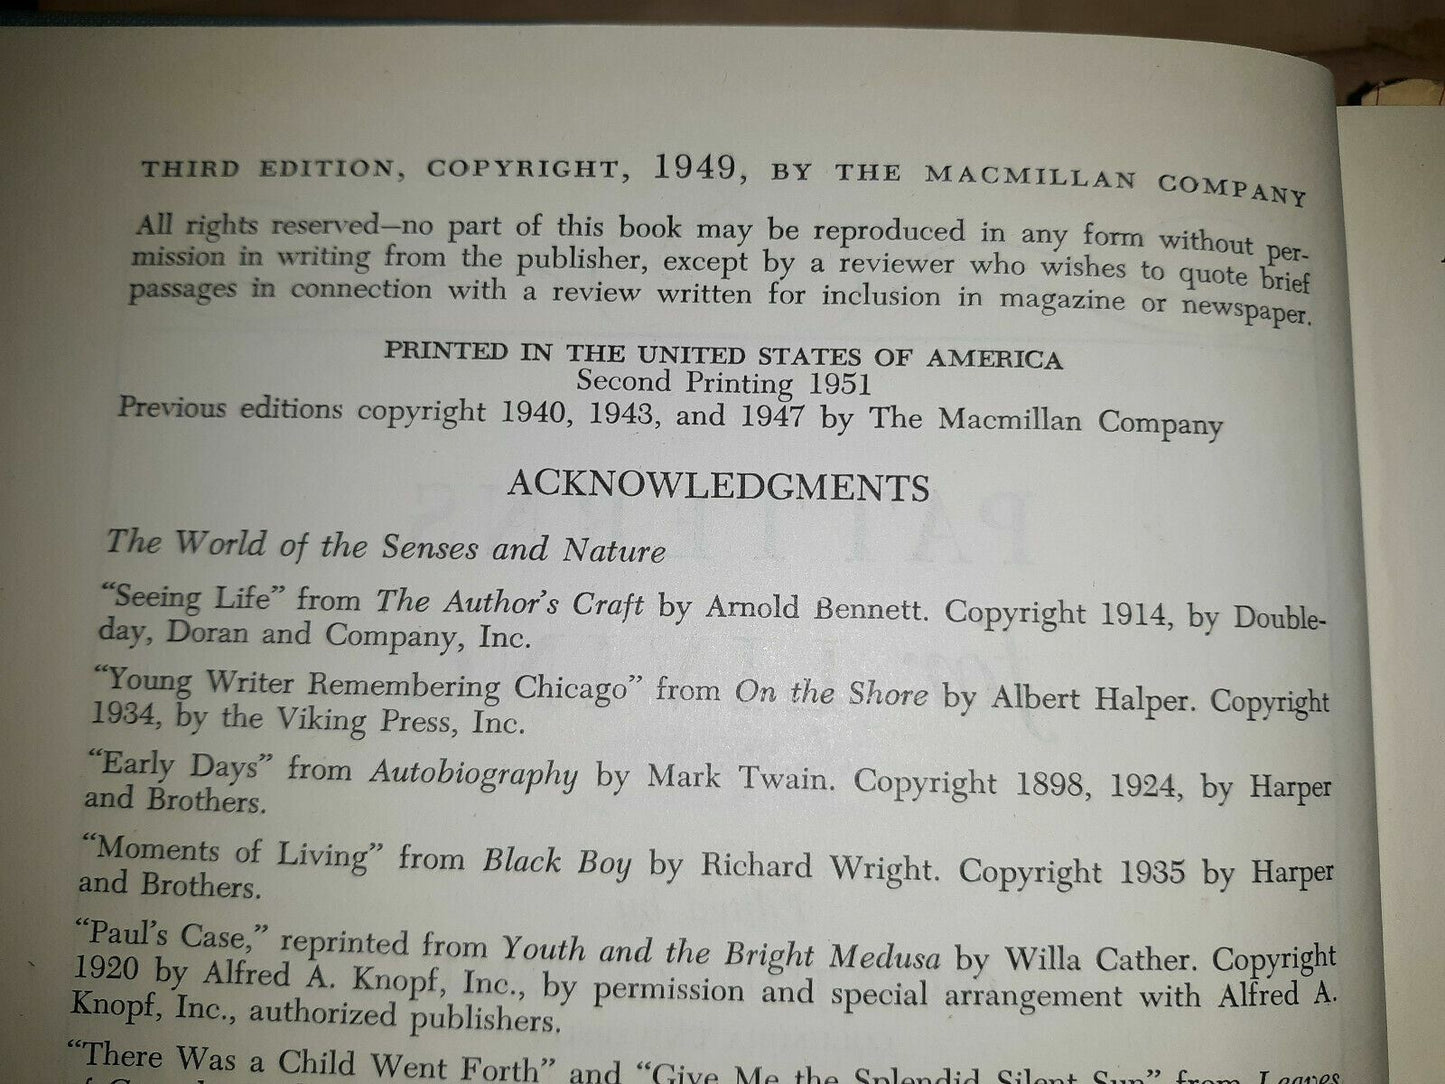 THIRD EDITION, COPYRIGHT, 1949, BY THE MACMILLAN COMPANY
All rights reserved—no part of this book may be reproduced in any form without per-
mission in writing from the publisher, except by a reviewer who wishes to quote brief
passages in connection with a review written for inclusion in magazine or newspaper.
PRINTED IN THE UNITED STATES OF AMERICA
Second Printing 1951
Previous editions copyright 1940, 1943, and 1947 by The Macmillan Company
ACKNOWLEDGMENTS
The World of the Senses and Nature
“Seeing Life” from The Author’s Craft by Arnold Bennett. Copyright 1914, by Double-
day, Doran and Company, Inc.
“Young Writer Remembering Chicago” from On the Shore by Albert Halper. Copyright
1934, by the Viking Press, Inc.
“Early Days” from Autobiography by Mark Twain. Copyright 1898, 1924, by Harper
and Brothers.
“Moments of Living” from Black Boy by Richard Wright. Copyright 1935 by Harper
and Brothers.
“Paul’s Case,” reprinted from Youth and the Bright Medusa by Willa Cather. Copyright
1920 by Alfred A. Knopf, Inc., by permission and special arrangement with Alfred A.
Knopf, Inc., authorized publishers.
“There Was a Child Went Forth” and “Give Me the Splendid Silent Sun” from Leaves